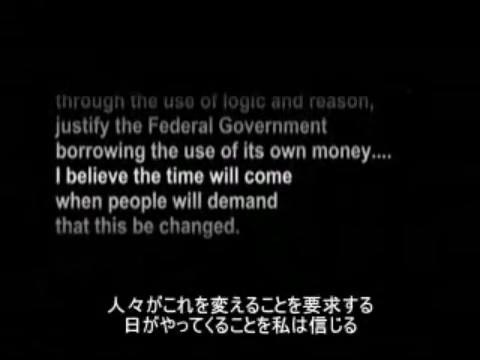 through the use of logic and reason,
justify the Federal Government
borrowing the use of its own money....
I believe the time will come
when people will demand
that this be changed.
人々がこれを変えることを要求する
日がやってくることを私は信じる